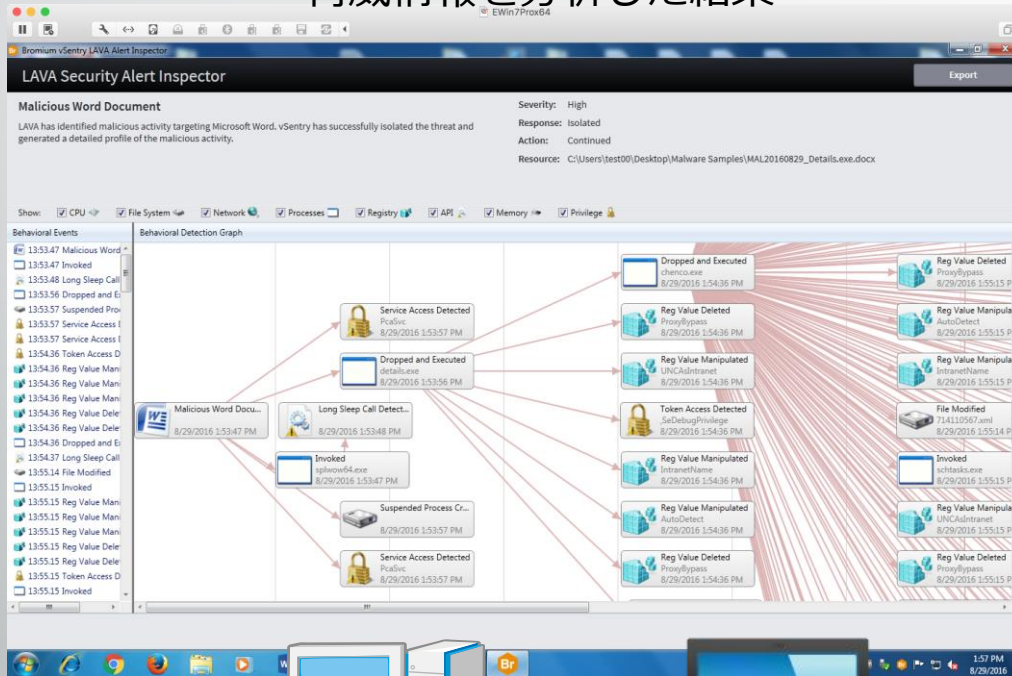 EWin7Prox64
Bromium vSentry LAVA Alert Inspector
LAVA Security Alert Inspector
Export
Malicious Word Document
LAVA has identified malicious activity targeting Microsoft Word. vSentry has successfully isolated the threat and
generated a detailed profile of the malicious activity.
Severity: High
Response: Isolated
Action: Continued
Resource: C:\Users\test00\Desktop\Malware Samples\MAL20160829_Details.exe.docx
Show: CPU File System Network Processes Registry API Memory Privilege
Behavioral Events
13:53.47 Malicious Word
13:53.47 Invoked
13:53.48 Long Sleep Call
13:53.56 Dropped and E
13:53.57 Suspended Pro
13:53.57 Service Access
13:53.57 Service Access
13:54.36 Token Access D
13:54.36 Reg Value Mani
13:54.36 Reg Value Mani
13:54.36 Reg Value Mani
13:54.36 Reg Value Dele
13:54.36 Reg Value Dele
13:54.36 Dropped and E
13:54.37 Long Sleep Call
13:55.14 File Modified
13:55.15 Invoked
13:55.15 Reg Value Mani
13:55.15 Reg Value Mani
13:55.15 Reg Value Mani
13:55.15 Reg Value Dele
13:55.15 Reg Value Dele
13:55.15 Token Access D
13:55.15 Invoked
Behavioral Detection Graph
Malicious Word Docu...
8/29/2016 1:53:47 PM
Service Access Detected
PcaSvc
8/29/2016 1:53:57 PM
Dropped and Executed
details.exe
8/29/2016 1:53:56 PM
Long Sleep Call Detect...
8/29/2016 1:53:48 PM
Invoked
splwow64.exe
8/29/2016 1:53:47 PM
Suspended Process Cr...
8/29/2016 1:53:57 PM
Service Access Detected
PcaSvc
8/29/2016 1:53:57 PM
Dropped and Executed
chenco.exe
8/29/2016 1:54:36 PM
Reg Value Deleted
ProxyBypass
8/29/2016 1:54:36 PM
Reg Value Manipulated
UNCAsIntranet
8/29/2016 1:54:36 PM
Token Access Detected
_SeDebugPrivilege
8/29/2016 1:54:36 PM
Reg Value Manipulated
IntranetName
8/29/2016 1:54:36 PM
Reg Value Manipulated
AutoDetect
8/29/2016 1:54:36 PM
Reg Value Deleted
ProxyBypass
8/29/2016 1:54:36 PM
Reg Value Deleted
ProxyBypass
8/29/2016 1:55:15 P
Reg Value Manipula
AutoDetect
8/29/2016 1:55:15 P
Reg Value Manipula
IntranetName
8/29/2016 1:55:15 P
File Modified
714110567.xml
8/29/2016 1:55:14 P
Invoked
schtasks.exe
8/29/2016 1:55:15 P
Reg Value Manipula
UNCAsIntranet
8/29/2016 1:55:15 P
Reg Value Deleted
ProxyBypass
8/29/2016 1:55:15 P
Br
1:57 PM
8/29/2016